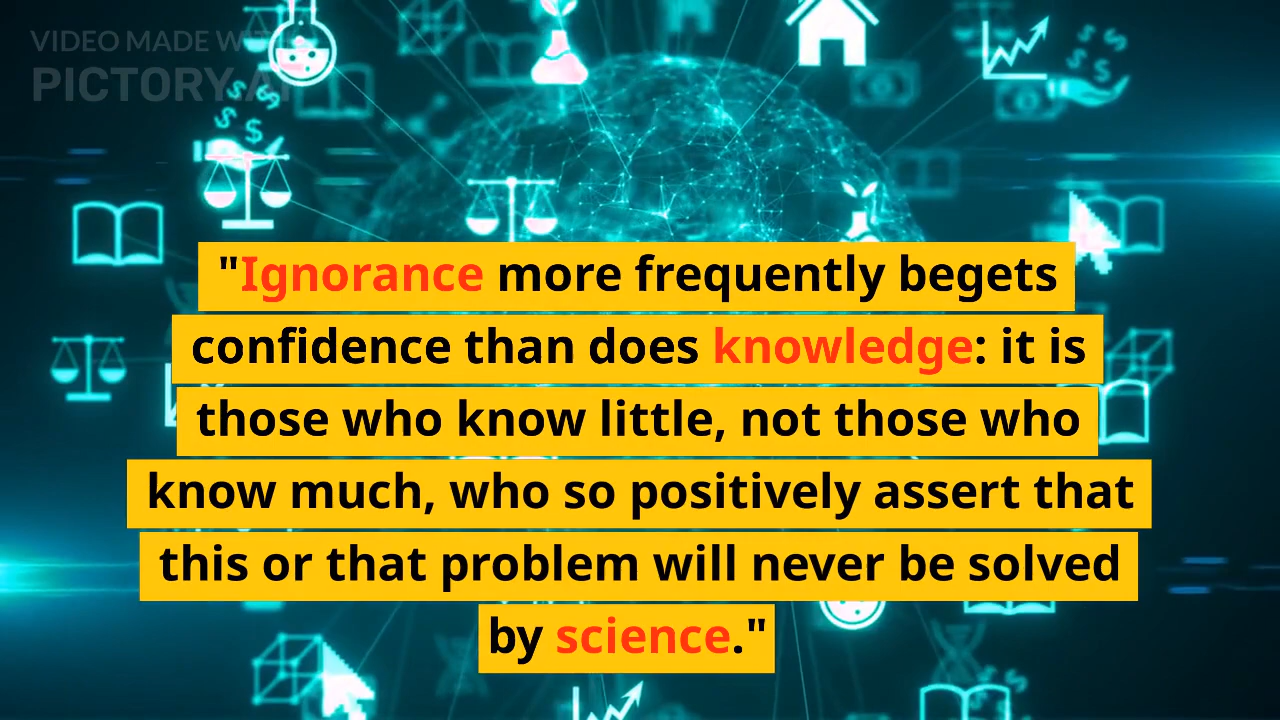 VIDEO MADE WITH
PICTORY.AI
"Ignorance more frequently begets
confidence than does knowledge: it is
those who know little, not those who
know much, who so positively assert that
this or that problem will never be solved
by science."